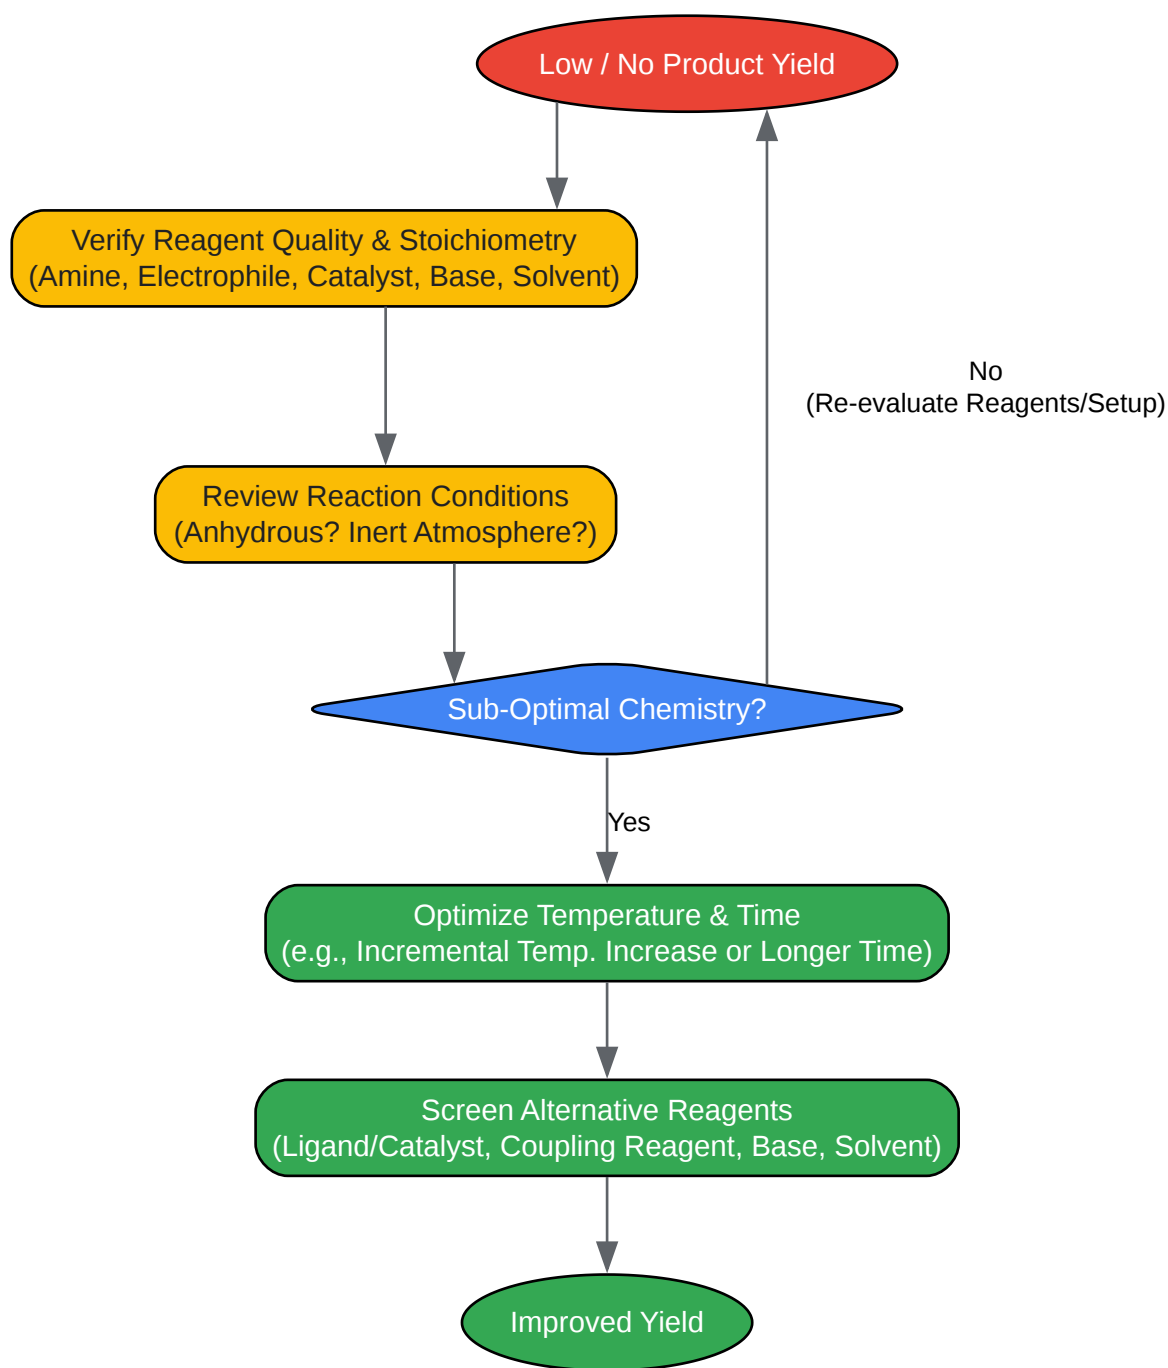 Low / No Product Yield
Verify Reagent Quality & Stoichiometry
(Amine, Electrophile, Catalyst, Base, Solvent)
No
(Re-evaluate Reagents/Setup)
Review Reaction Conditions
(Anhydrous? Inert Atmosphere?)
Sub-Optimal Chemistry?
Yes
Optimize Temperature & Time
(e.g., Incremental Temp. Increase or Longer Time)
Screen Alternative Reagents
(Ligand/Catalyst, Coupling Reagent, Base, Solvent)
Improved Yield